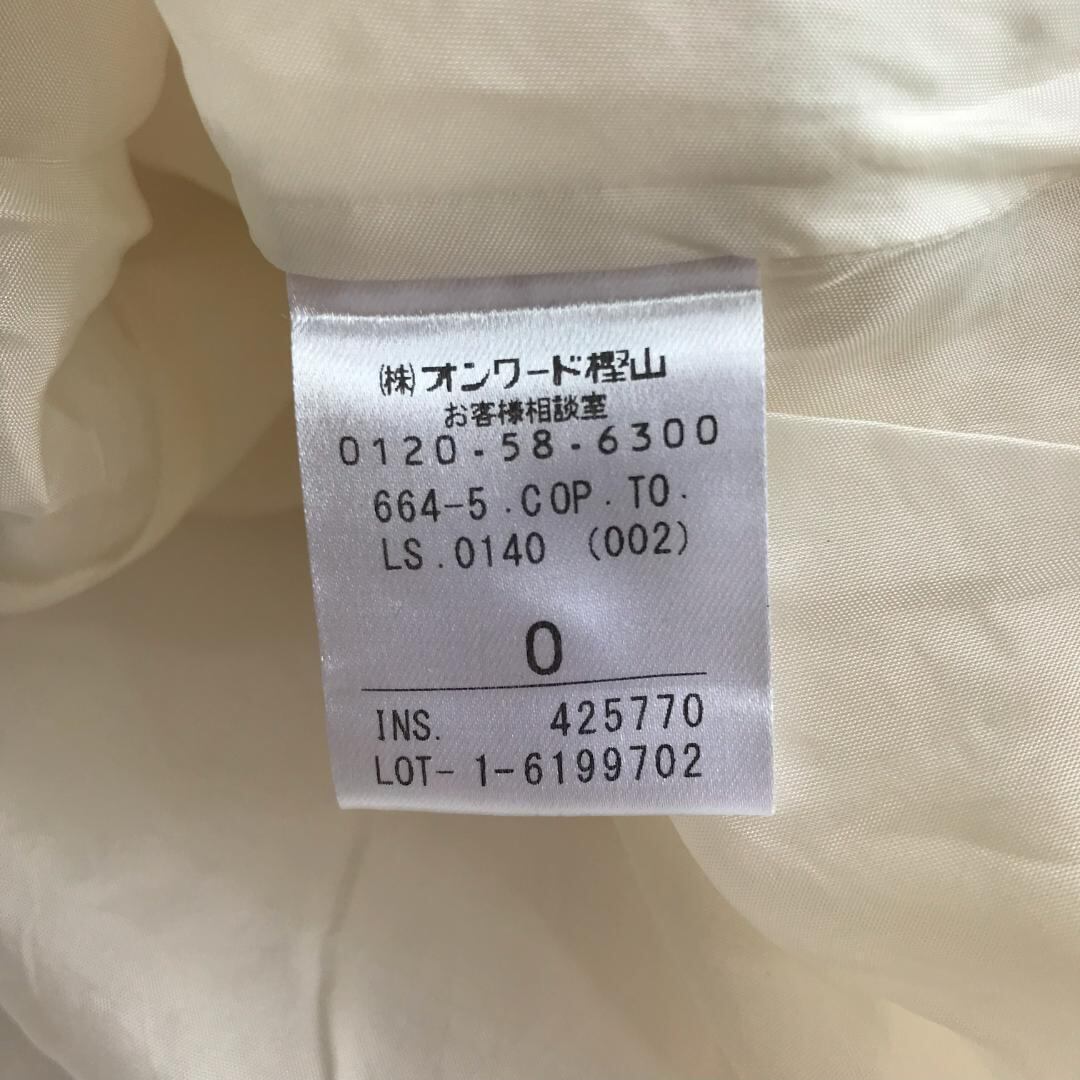 (株)オンワード樫山
お客様相談室
0120-58-6300
664-5.COP.TO.
LS.0140 (002)
0
INS. 425770
LOT- 1-6199702